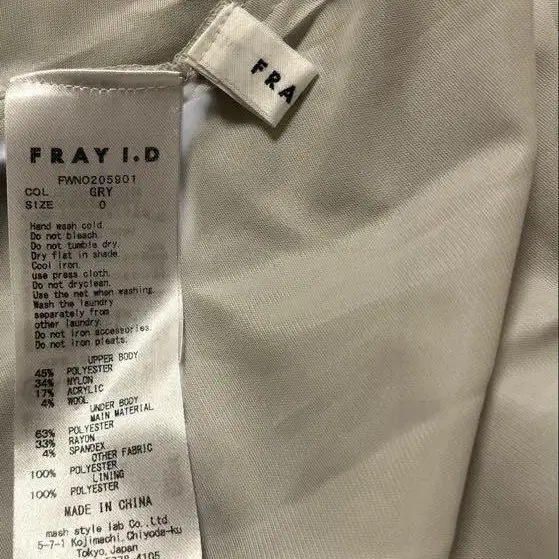 FRA
FRAY I.D
FWNO205901
COL GRY
SIZE 0
Hand wash cold.
Do not bleach.
Do not tumble dry.
Dry flat in shade.
Cool iron.
use press cloth.
Do not dryclean.
Use the net when washing.
Wash the laundry
separately from
other laundry.
Do not iron accessories.
Do not iron pleats.
UPPER BODY
45% POLYESTER
34% NYLON
17% ACRYLIC
4% WOOL
UNDER BODY
MAIN MATERIAL
63% POLYESTER
33% RAYON
4% SPANDEX
OTHER FABRIC
100% POLYESTER
LINING
100% POLYESTER
MADE IN CHINA
mash style lab Co.,Ltd.
5-7-1 Kojimachi,Chiyoda-ku
Tokyo,Japan
4105